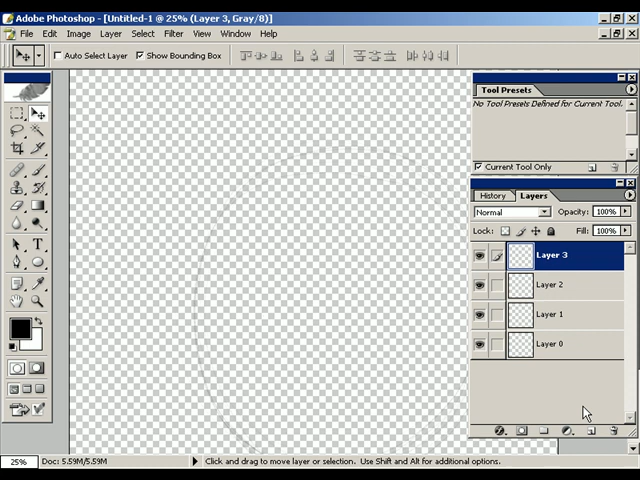 Adobe Photoshop - [Untitled-1 @ 25% (Layer 3, Gray/8)]
File Edit Image Layer Select Filter View Window Help
Auto Select Layer Show Bounding Box
Tool Presets
No Tool Presets Defined for Current Tool.
Current Tool Only
History Layers
Normal Opacity: 100%
Lock: Fill: 100%
Layer 3
Layer 2
Layer 1
Layer 0
25% Doc: 5.59M/5.59M Click and drag to move layer or selection. Use Shift and Alt for additional options.